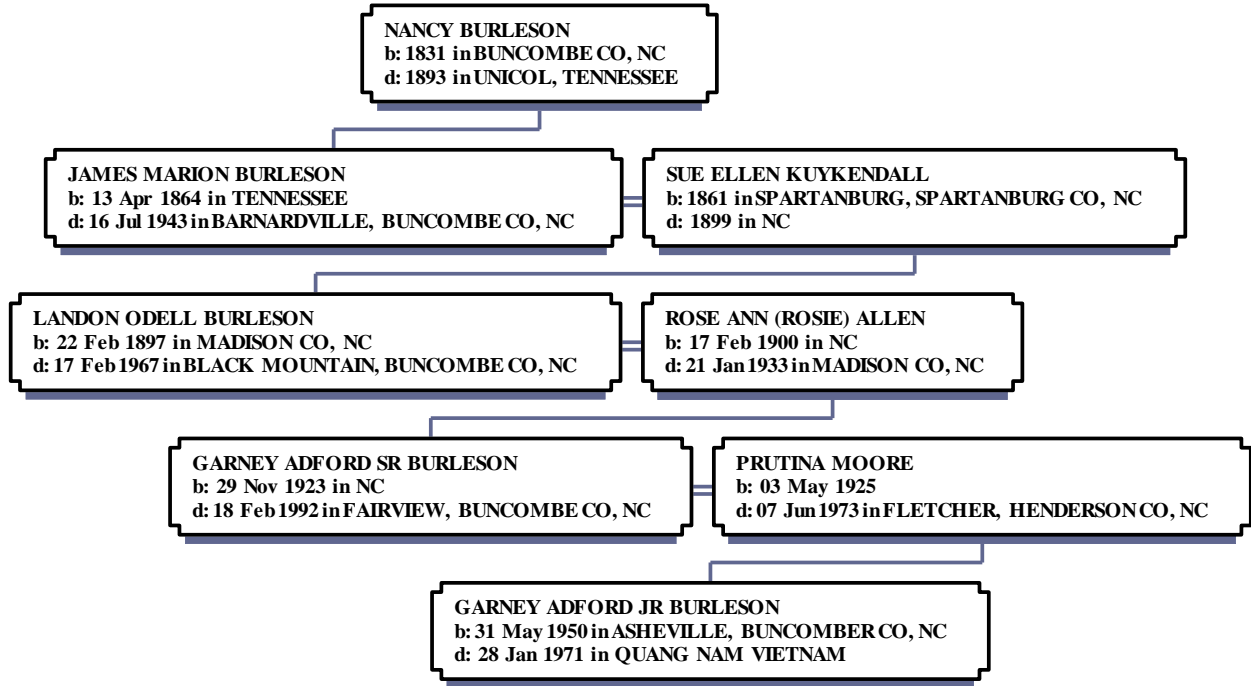 NANCY BURLESON
b: 1831 in BUNCOMBE CO, NC
d: 1893 in UNICOL, TENNESSEE
JAMES MARION BURLESON
b: 13 Apr 1864 in TENNESSEE
d: 16 Jul 1943 in BARNARDVILLE, BUNCOMBE CO, NC
SUE ELLEN KUYKENDALL
b: 1861 in SPARTANBURG, SPARTANBURG CO, NC
d: 1899 in NC
LANDON ODELL BURLESON
b: 22 Feb 1897 in MADISON CO, NC
d: 17 Feb 1967 in BLACK MOUNTAIN, BUNCOMBE CO, NC
ROSE ANN (ROSIE) ALLEN
b: 17 Feb 1900 in NC
d: 21 Jan 1933 in MADISON CO, NC
GARNEY ADFORD SR BURLESON
b: 29 Nov 1923 in NC
d: 18 Feb 1992 in FAIRVIEW, BUNCOMBE CO, NC
PRUTINA MOORE
b: 03 May 1925
d: 07 Jun 1973 in FLETCHER, HENDERSON CO, NC
GARNEY ADFORD JR BURLESON
b: 31 May 1950 in ASHEVILLE, BUNCOMBER CO, NC
d: 28 Jan 1971 in QUANG NAM VIETNAM